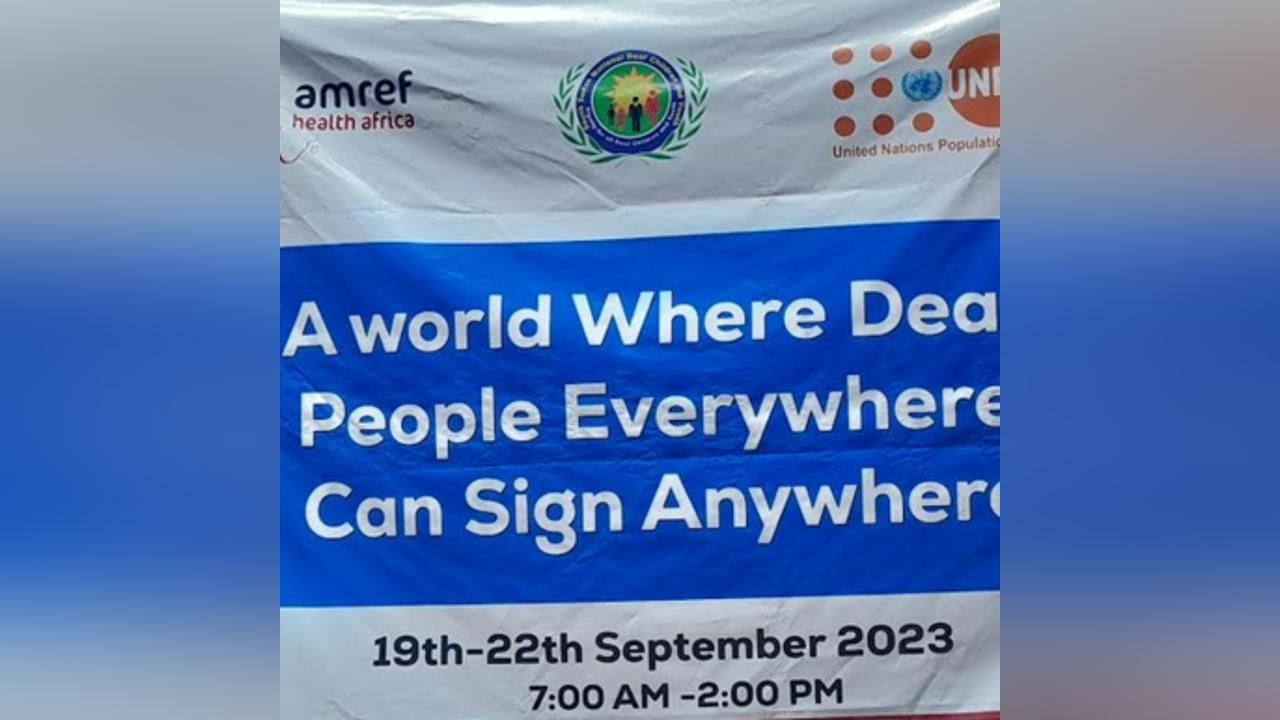 amref
health africa
UNF
United Nations Populatio
A world Where Dea
People Everywhere
Can Sign Anywhere
19th-22th September 2023
7:00 AM -2:00 PM